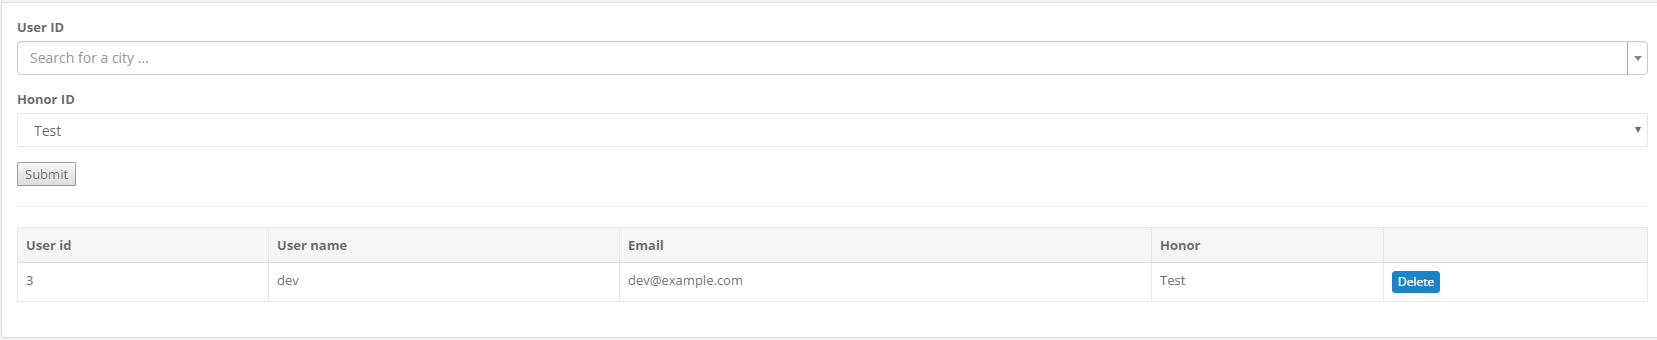 User ID
Search for a city ...
Honor ID
Test
Submit
User id User name Email Honor
3 dev dev@example.com Test Delete